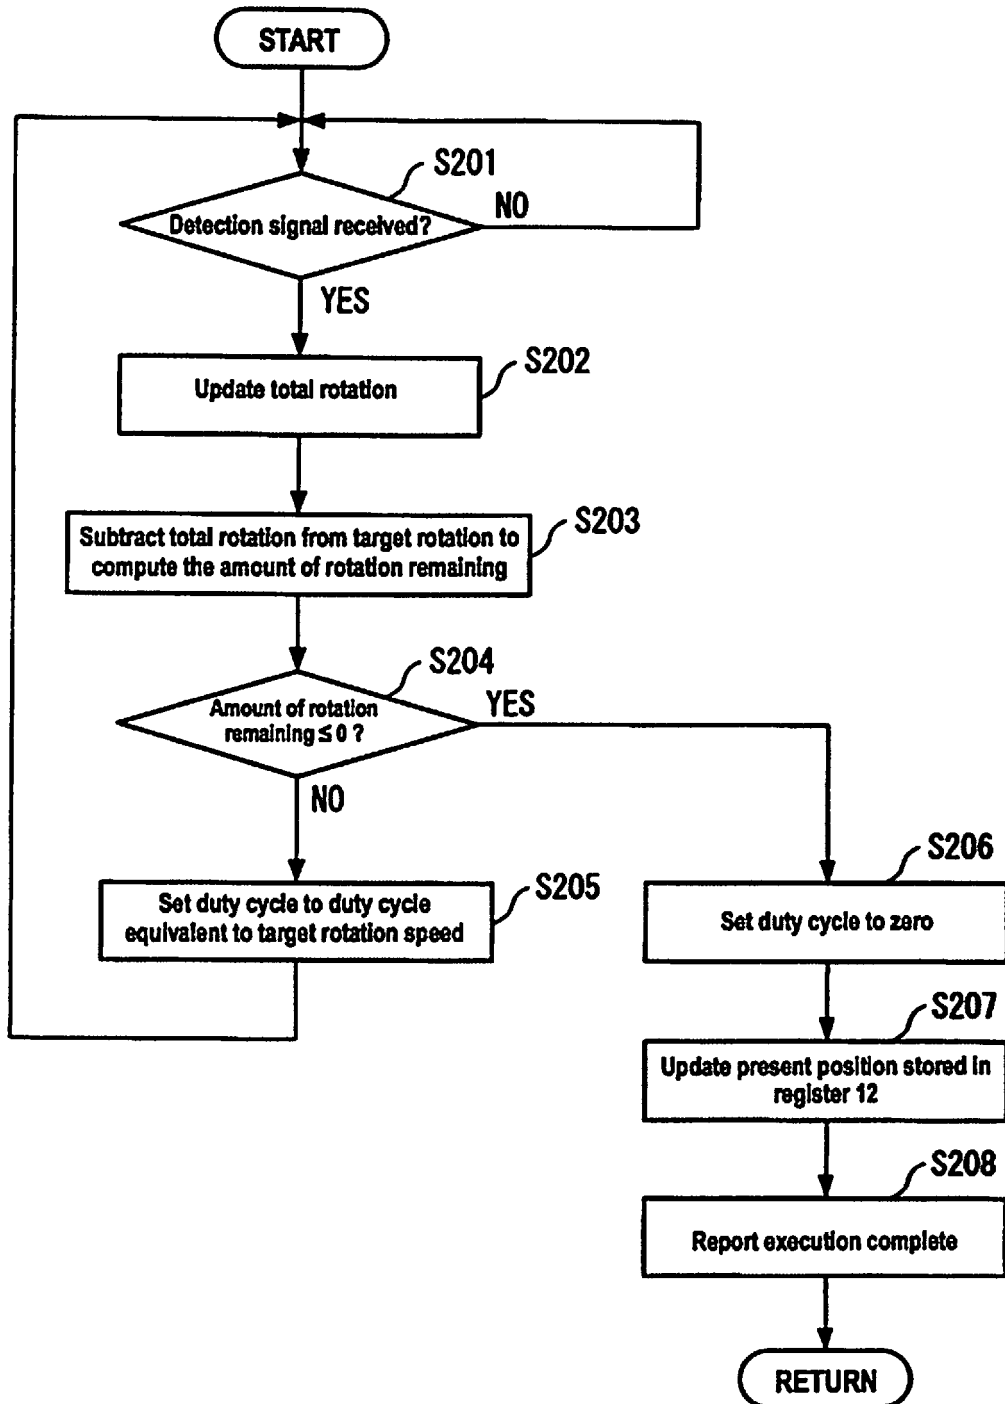 START
S201
Detection signal received?
NO
YES
S202
Update total rotation
S203
Subtract total rotation from target rotation to
compute the amount of rotation remaining
S204
Amount of rotation
remaining ≤ 0 ?
YES
NO
S205
Set duty cycle to duty cycle
equivalent to target rotation speed
S206
Set duty cycle to zero
S207
Update present position stored in
register 12
S208
Report execution complete
RETURN